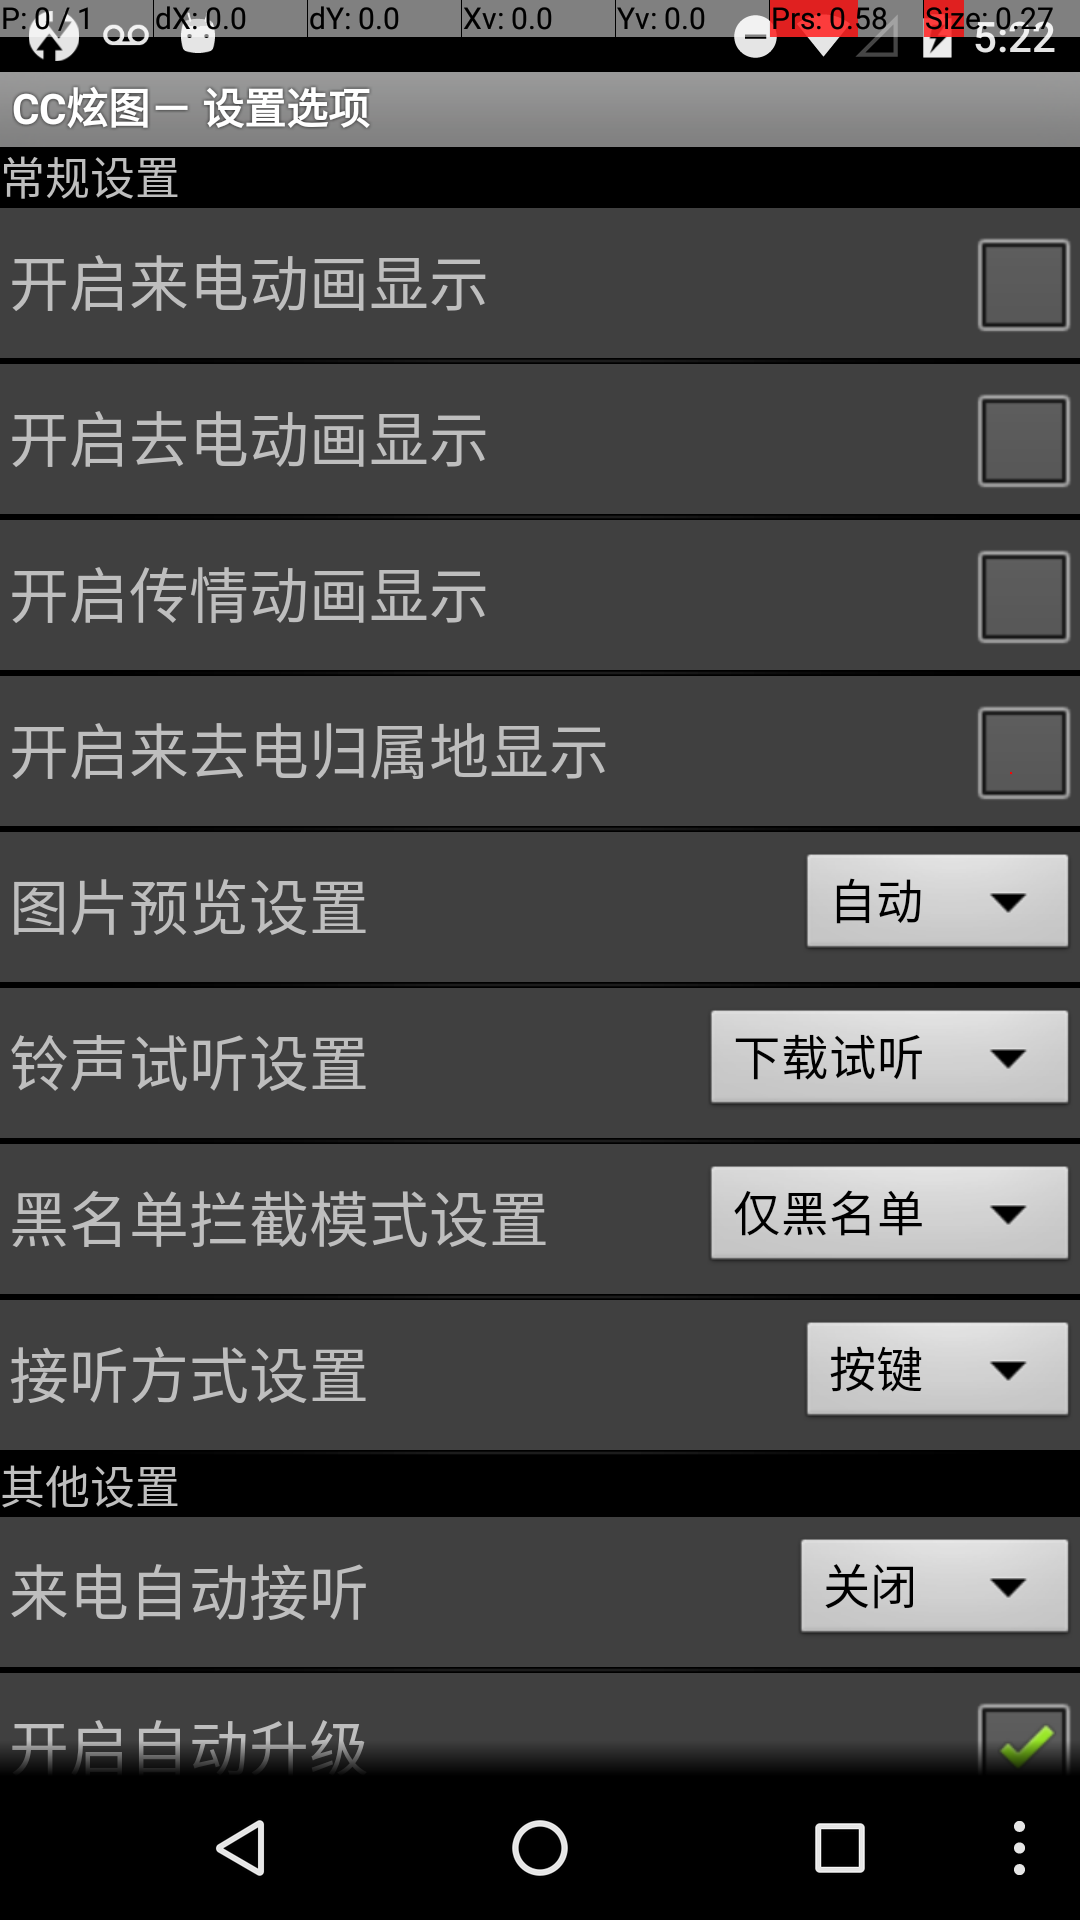 P: 0 / 1 dX: 0.0 dY: 0.0 Xv: 0.0 Yv: 0.0 Prs: 0.58 Size: 0.27
5:22
CC炫图－ 设置选项
常规设置
开启来电动画显示
开启去电动画显示
开启传情动画显示
开启来去电归属地显示
图片预览设置 自动
铃声试听设置 下载试听
黑名单拦截模式设置 仅黑名单
接听方式设置 按键
其他设置
来电自动接听 关闭
开启自动升级